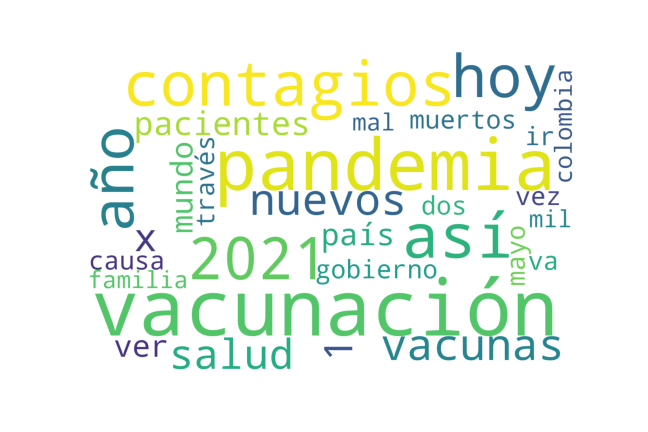 contagios
hoy
pacientes
mal
muertos
ir
colombia
año
mundo
través
pandemia
nuevos
dos
vez
mil
x
país
así
mayo
causa
2021
gobierno
va
familia
vacunación
ver
salud
1
vacunas